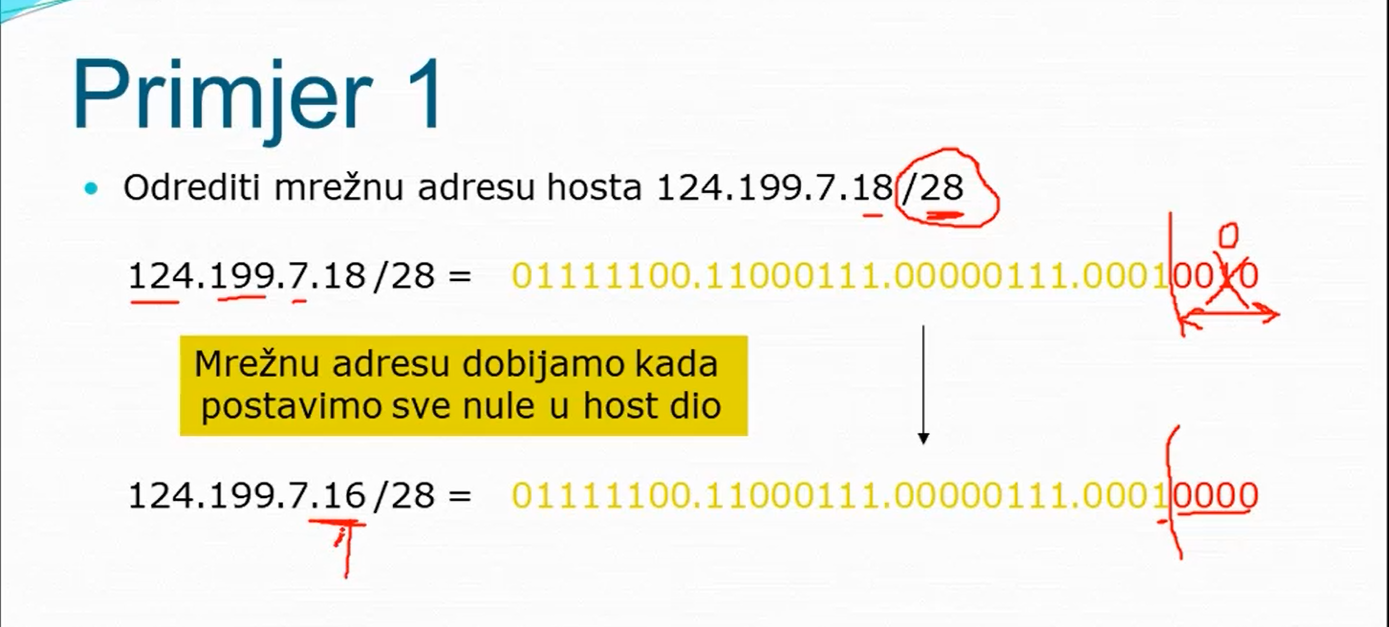 Primjer 1
• Odrediti mrežnu adresu hosta 124.199.7.18/28
0
124.199.7.18/28 = 01111100.11000111.00000111.00010010
Mrežnu adresu dobijamo kada
postavimo sve nule u host dio
124.199.7.16/28 = 01111100.11000111.00000111.00010000